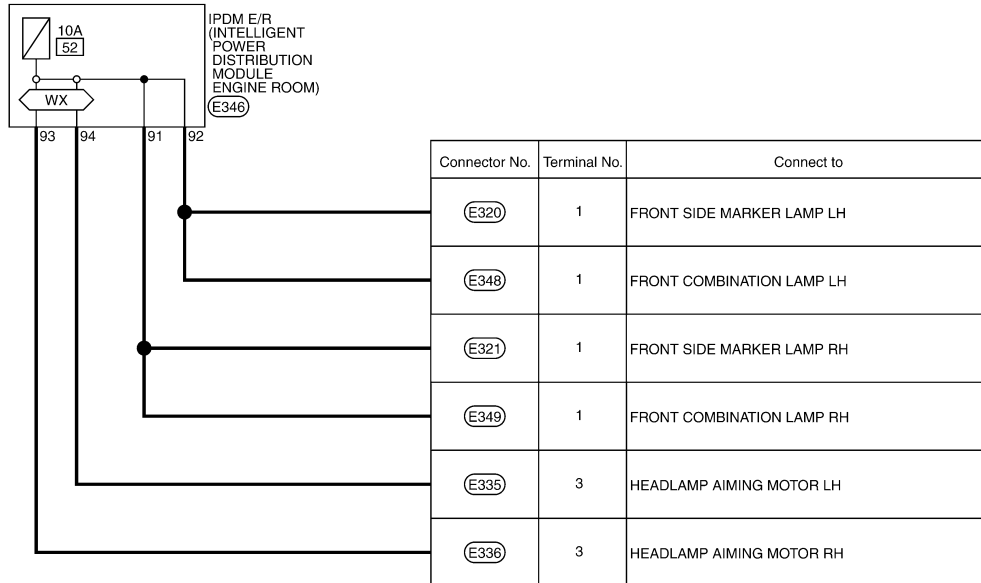 10A
52
IPDM E/R
(INTELLIGENT
POWER
DISTRIBUTION
MODULE
ENGINE ROOM)
E346
WX
93 94 91 92
Connector No. Terminal No. Connect to
E320 1 FRONT SIDE MARKER LAMP LH
E348 1 FRONT COMBINATION LAMP LH
E321 1 FRONT SIDE MARKER LAMP RH
E349 1 FRONT COMBINATION LAMP RH
E335 3 HEADLAMP AIMING MOTOR LH
E336 3 HEADLAMP AIMING MOTOR RH